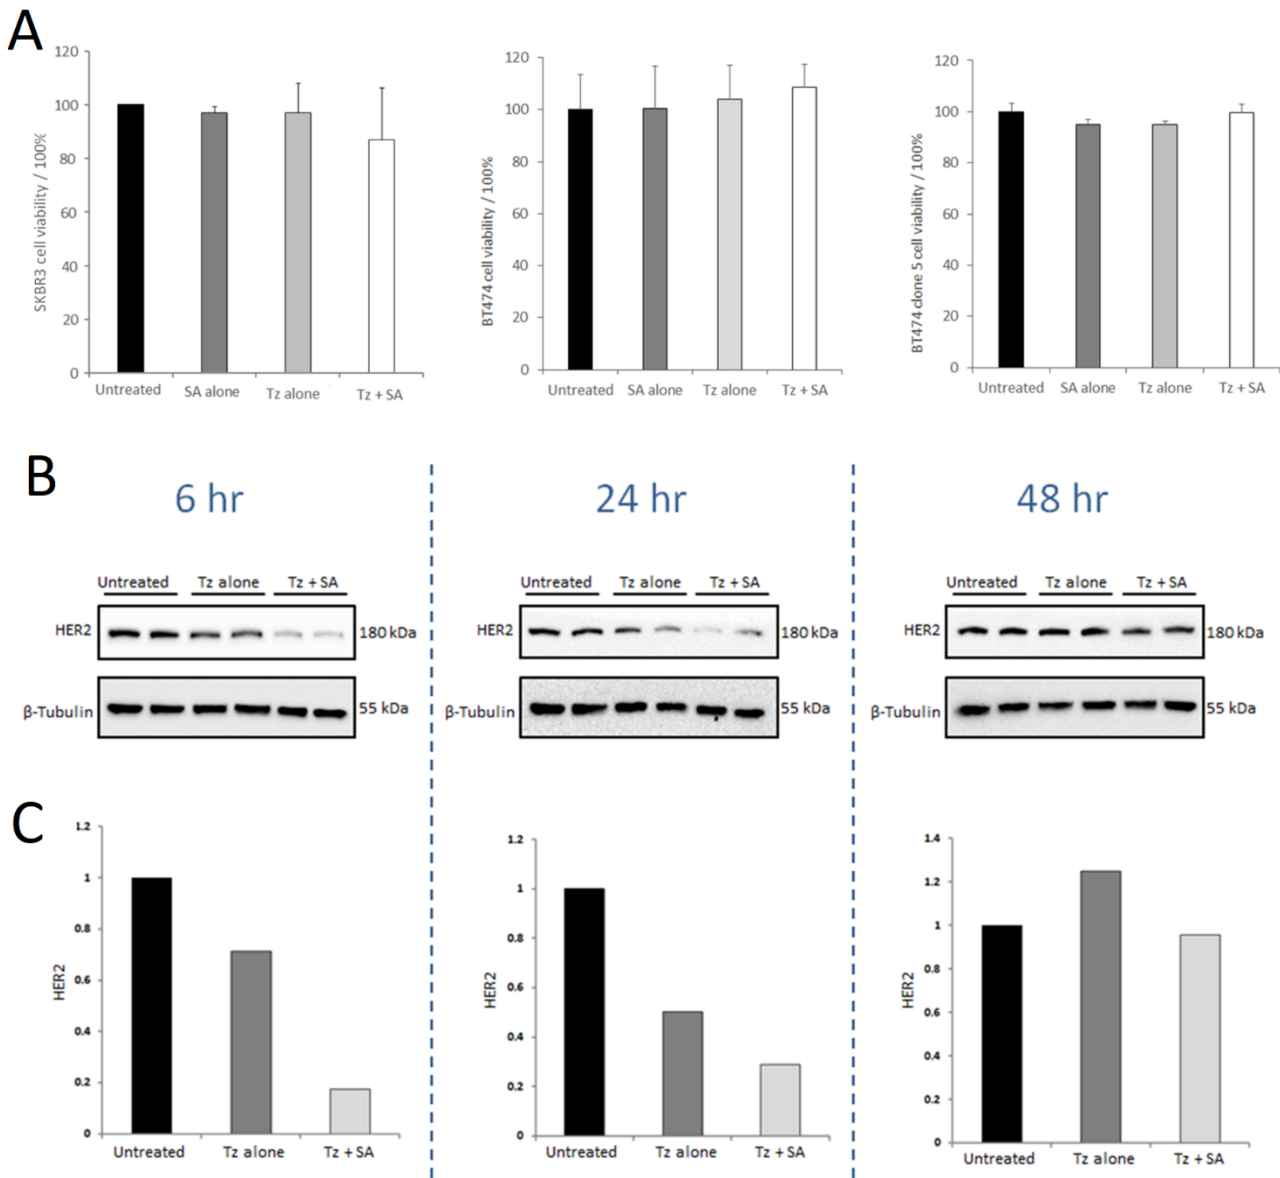 A
120
100
80
60
40
20
0
SKBR3 cell viability / 100%
Untreated
SA alone
Tz alone
Tz + SA
120
100
80
60
40
20
0
BT474 cell viability / 100%
Untreated
SA alone
Tz alone
Tz + SA
120
100
80
60
40
20
0
BT474 clone 5 cell viability / 100%
Untreated
SA alone
Tz alone
Tz + SA
B
6 hr
Untreated
Tz alone
Tz + SA
HER2
180 kDa
β-Tubulin
55 kDa
24 hr
Untreated
Tz alone
Tz + SA
HER2
180 kDa
β-Tubulin
55 kDa
48 hr
Untreated
Tz alone
Tz + SA
HER2
180 kDa
β-Tubulin
55 kDa
C
1.2
1
0.8
0.6
0.4
0.2
0
HER2
Untreated
Tz alone
Tz + SA
1.2
1
0.8
0.6
0.4
0.2
0
HER2
Untreated
Tz alone
Tz + SA
1.4
1.2
1
0.8
0.6
0.4
0.2
0
HER2
Untreated
Tz alone
Tz + SA